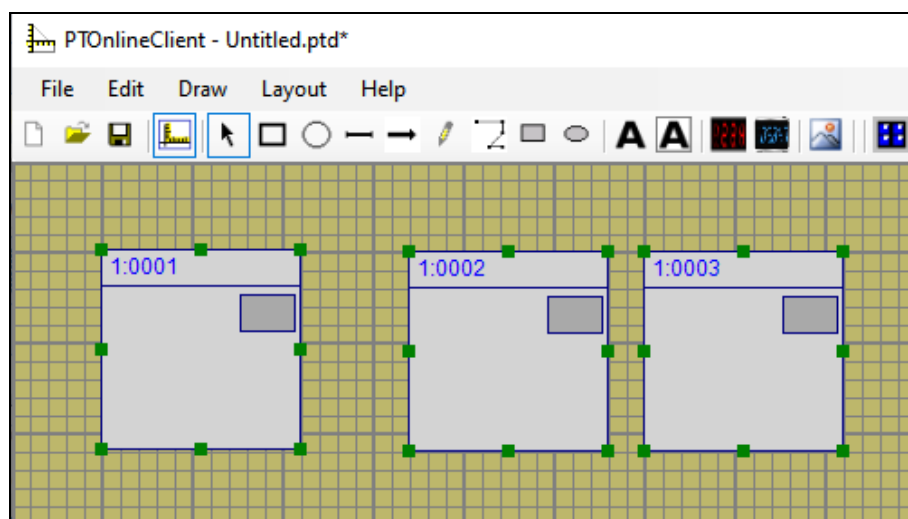 PTOnlineClient - Untitled.ptd*
File Edit Draw Layout Help
A A
1:0001 1:0002 1:0003